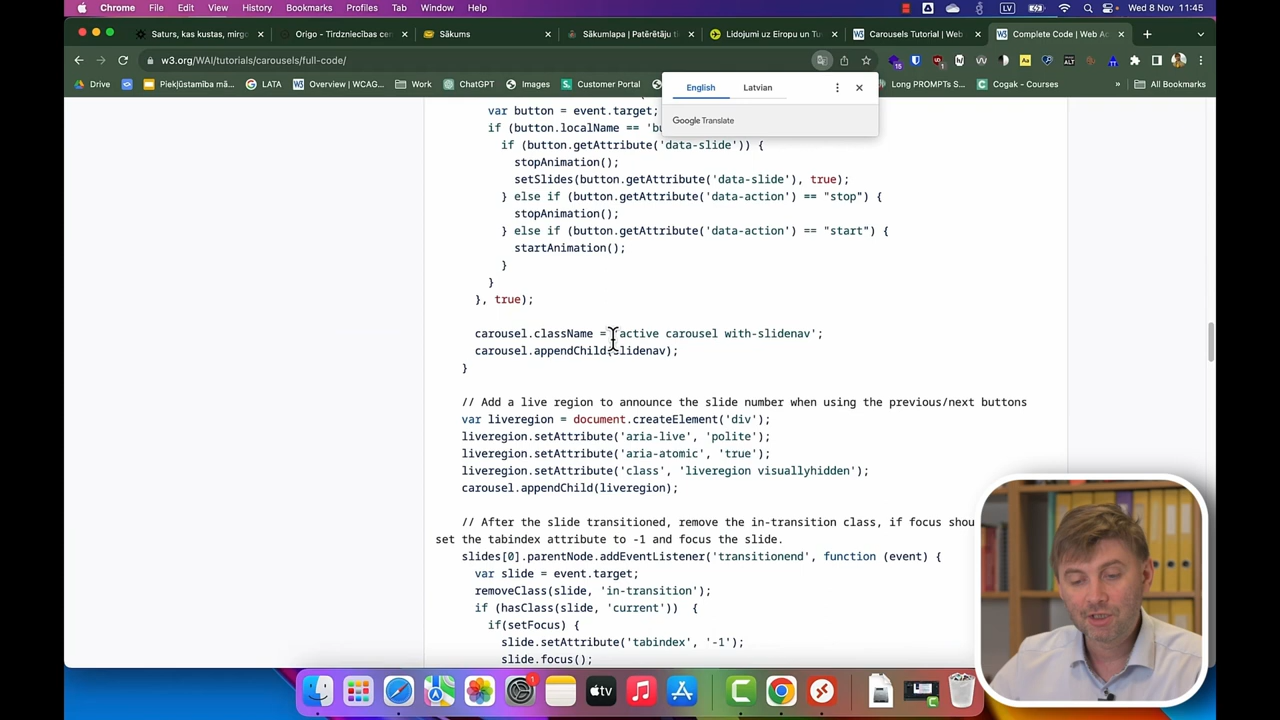 Chrome File Edit View History Bookmarks Profiles Tab Window Help LV Wed 8 Nov 11:45
Saturs, kas kustas, mirgo Origo - Tirdzniecības cen Sākums Sākumlapa | Patērētāju ti Lidojumi uz Eiropu un Tu Carousels Tutorial | Web Complete Code | Web Ac
w3.org/WAI/tutorials/carousels/full-code/
Drive Piekļūstamība mā... LATA Overview | WCAG... ChatGPT Images Customer Portal Long PROMPTs S... Cogak - Courses All Bookmarks
English Latvian
Google Translate
var button = event.target;
if (button.localName == 'bu
if (button.getAttribute('data-slide')) {
stopAnimation();
setSlides(button.getAttribute('data-slide'), true);
} else if (button.getAttribute('data-action') == "stop") {
stopAnimation();
} else if (button.getAttribute('data-action') == "start") {
startAnimation();
}
}
}, true);
carousel.className = 'active carousel with-slidenav';
carousel.appendChild(slidenav);
}
// Add a live region to announce the slide number when using the previous/next buttons
var liveregion = document.createElement('div');
liveregion.setAttribute('aria-live', 'polite');
liveregion.setAttribute('aria-atomic', 'true');
liveregion.setAttribute('class', 'liveregion visuallyhidden');
carousel.appendChild(liveregion);
// After the slide transitioned, remove the in-transition class, if focus shou
set the tabindex attribute to -1 and focus the slide.
slides[0].parentNode.addEventListener('transitionend', function (event) {
var slide = event.target;
removeClass(slide, 'in-transition');
if (hasClass(slide, 'current')) {
if(setFocus) {
slide.setAttribute('tabindex', '-1');
slide.focus();